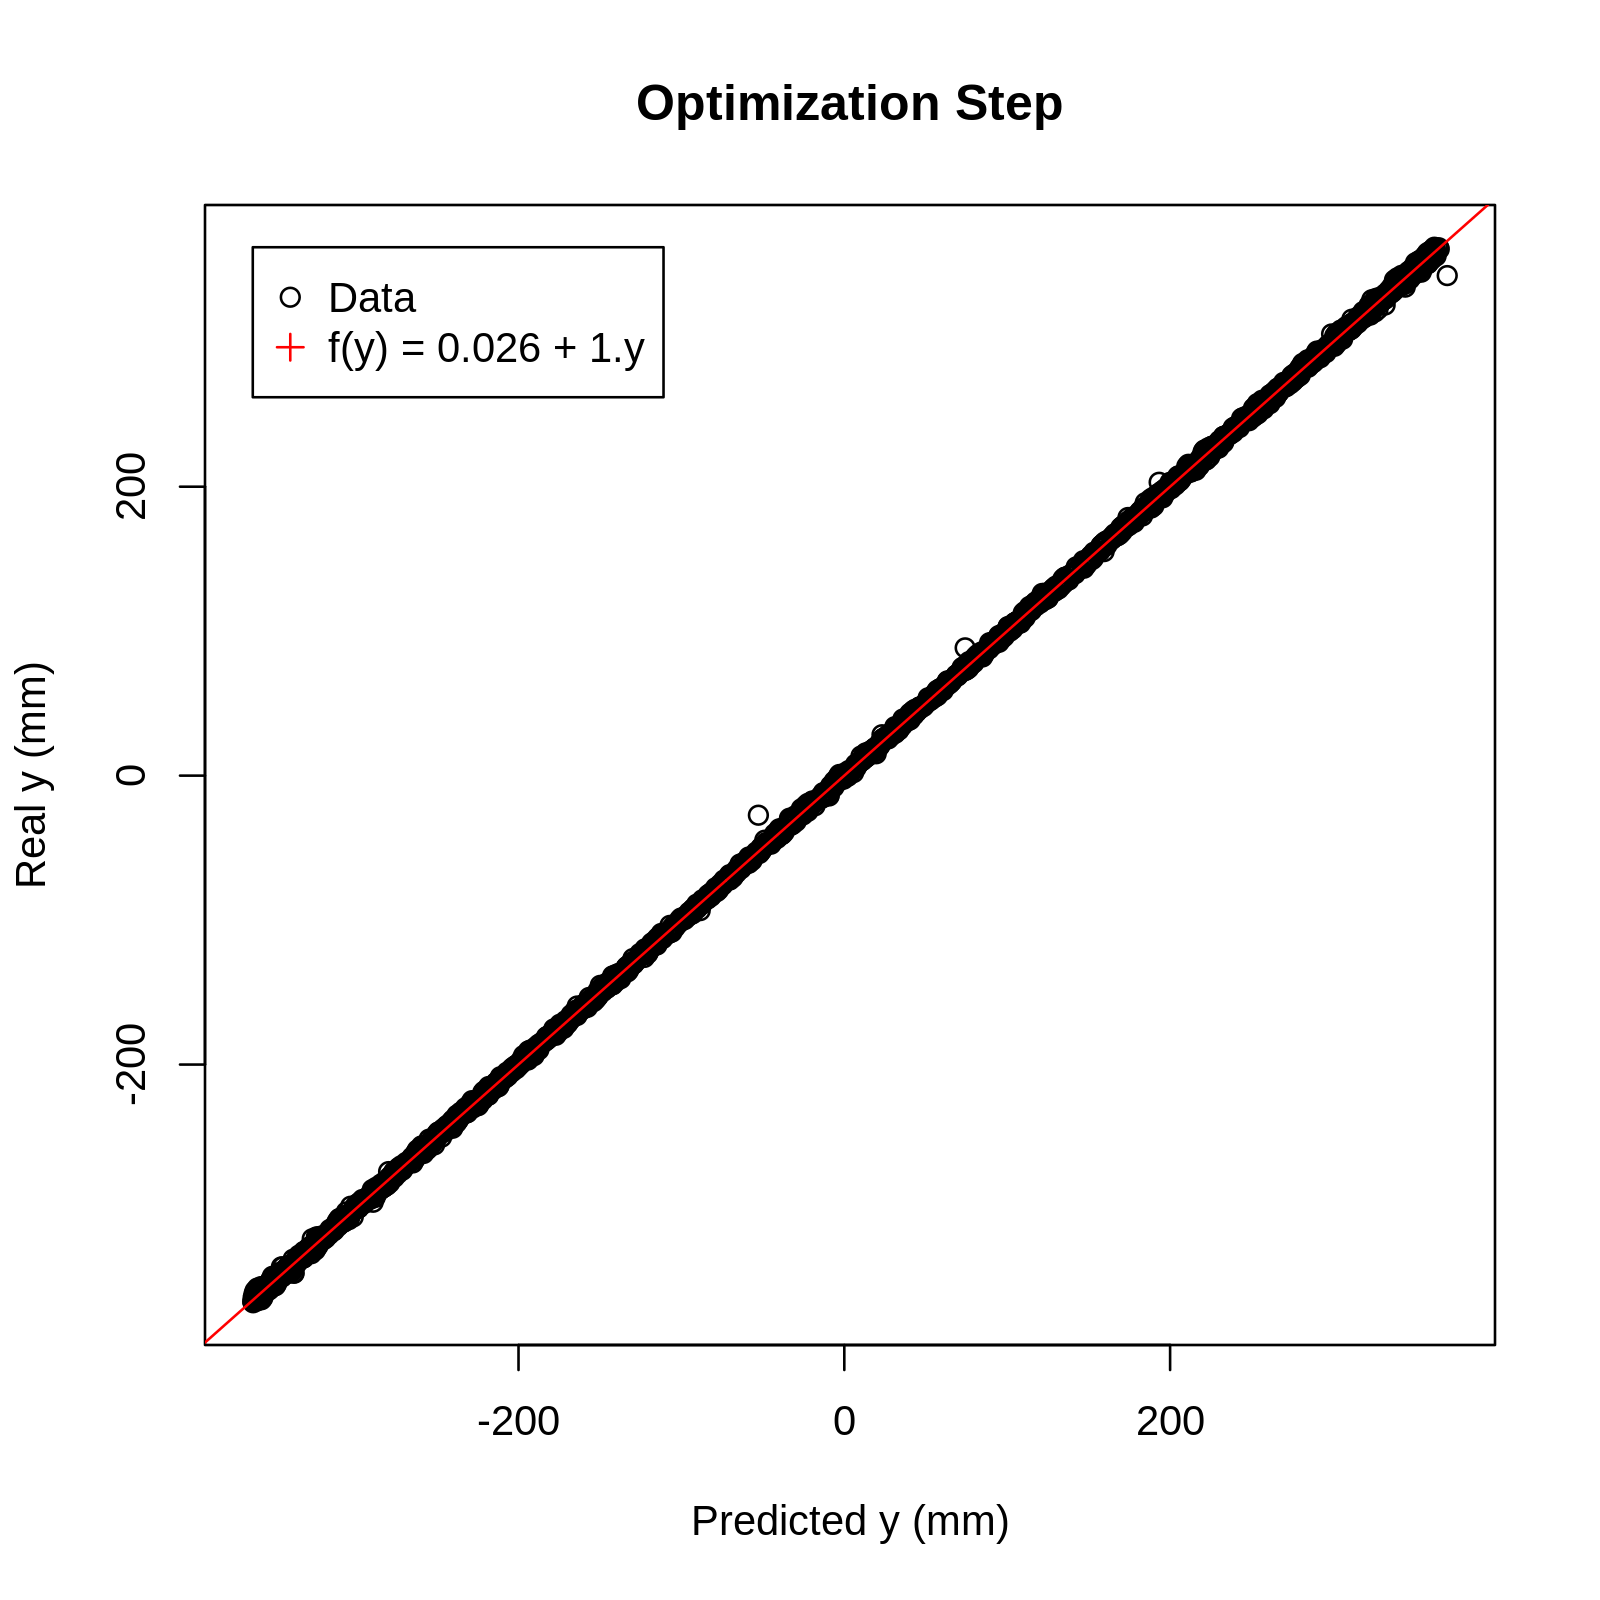 Optimization Step
Data
f(y) = 0.026 + 1.y
200
0
-200
Real y (mm)
-200 0 200
Predicted y (mm)